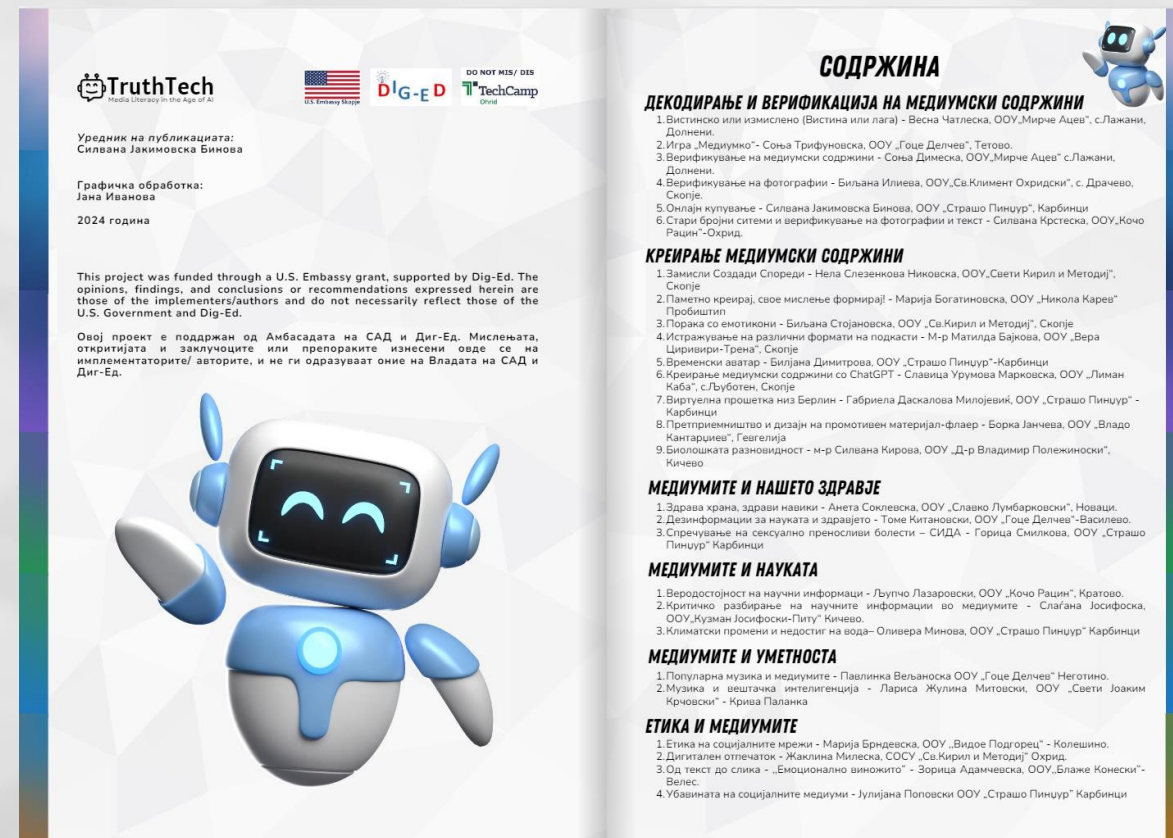 TruthTech
Media Literacy in the Age of AI
U.S. Embassy Skopje
DIG-ED
DO NOT MIS/ DIS
TechCamp
Ohrid
Уредник на публикацијата:
Силвана Јакимовска Бинова
Графичка обработка:
Јана Иванова
2024 година
This project was funded through a U.S. Embassy grant, supported by Dig-Ed. The
opinions, findings, and conclusions or recommendations expressed herein are
those of the implementers/authors and do not necessarily reflect those of the
U.S. Government and Dig-Ed.
Овој проект е поддржан од Амбасадата на САД и Диг-Ед. Мислењата,
откритијата и заклучоците или препораките изнесени овде се на
имплементаторите/ авторите, и не ги одразуваат оние на Владата на САД и
Диг-Ед.
СОДРЖИНА
ДЕКОДИРАЊЕ И ВЕРИФИКАЦИЈА НА МЕДИУМСКИ СОДРЖИНИ
1.Вистинско или измислено (Вистина или лага) - Весна Чатлеска, ООУ„Мирче Ацев“, с.Лажани,
Долнени.
2.Игра „Медиумко“- Соња Трифуновска, ООУ „Гоце Делчев“, Тетово.
3.Верификување на медиумски содржини - Соња Димеска, ООУ„Мирче Ацев“ с.Лажани,
Долнени.
4.Верификување на фотографии - Биљана Илиева, ООУ„Св.Климент Охридски“, с. Драчево,
Скопје.
5.Онлајн купување - Силвана Јакимовска Бинова, ООУ „Страшо Пинџур“, Карбинци
6.Стари бројни ситеми и верификување на фотографии и текст - Силвана Крстеска, ООУ„Кочо
Рацин“-Охрид.
КРЕИРАЊЕ МЕДИУМСКИ СОДРЖИНИ
1.Замисли Создади Според‌и - Нела Слезенкова Никовска, ООУ„Свети Кирил и Методиј“,
Скопје
2.Паметно креирај, свое мислење формирај! - Марија Богатиновска, ООУ „Никола Карев“
Пробиштип
3.Порака со емотикони - Биљана Стојановска, ООУ „Св.Кирил и Методиј“, Скопје
4.Истражување на различни формати на подкасти - М-р Матилда Бајкова, ООУ „Вера
Циривири-Трена“, Скопје
5.Временски аватар - Билјана Димитрова, ООУ „Страшо Пинџур“-Карбинци
6.Креирање медиумски содржини со ChatGPT - Славица Урумова Марковска, ООУ „Лиман
Каба“, с.Љуботен, Скопје
7.Виртуелна прошетка низ Берлин - Габриела Даскалова Милојевиќ, ООУ „Страшо Пинџур“ -
Карбинци
8.Претприемништво и дизајн на промотивен материјал-флаер - Борка Јанчева, ООУ „Владо
Кантарџиев“, Гевгелија
9.Биолошката разновидност - м-р Силвана Кирова, ООУ „Д-р Владимир Полежиноски“,
Кичево
МЕДИУМИТЕ И НАШЕТО ЗДРАВЈЕ
1.Здрава храна, здрави навики - Анета Соклевска, ООУ „Славко Лумбарковски“, Новаци.
2.Дезинформации за науката и здравјето - Томе Китановски, ООУ „Гоце Делчев“-Василево.
3.Спречување на сексуално преносливи болести – СИДА - Горица Смилкова, ООУ „Страшо
Пинџур“ Карбинци
МЕДИУМИТЕ И НАУКАТА
1.Веродостојност на научни информаци - Љупчо Лазаровски, ООУ „Кочо Рацин“, Кратово.
2.Критичко разбирање на научните информации во медиумите - Слаѓана Јосифоска,
ООУ„Кузман Јосифоски-Питу“ Кичево.
3.Климатски промени и недостиг на вода– Оливера Минова, ООУ „Страшо Пинџур“ Карбинци
МЕДИУМИТЕ И УМЕТНОСТА
1.Популарна музика и медиумите - Павлинка Вељаноска ООУ „Гоце Делчев“ Неготино.
2.Музика и вештачка интелигенција - Лариса Жулина Митовски, ООУ „Свети Јоаким
Крчовски“ - Крива Паланка
ЕТИКА И МЕДИУМИТЕ
1.Етика на социјалните мрежи - Марија Брндевска, ООУ „Видое Подгорец“ - Колешино.
2.Дигитален отпечаток - Жаклина Милеска, СОСУ „Св.Кирил и Методиј“ Охрид.
3.Од текст до слика - „Емоционално виножито“ - Зорица Адамчевска, ООУ„Блаже Конески“-
Велес.
4.Убавината на социјалните медиуми - Јулијана Поповски ООУ „Страшо Пинџур“ Карбинци